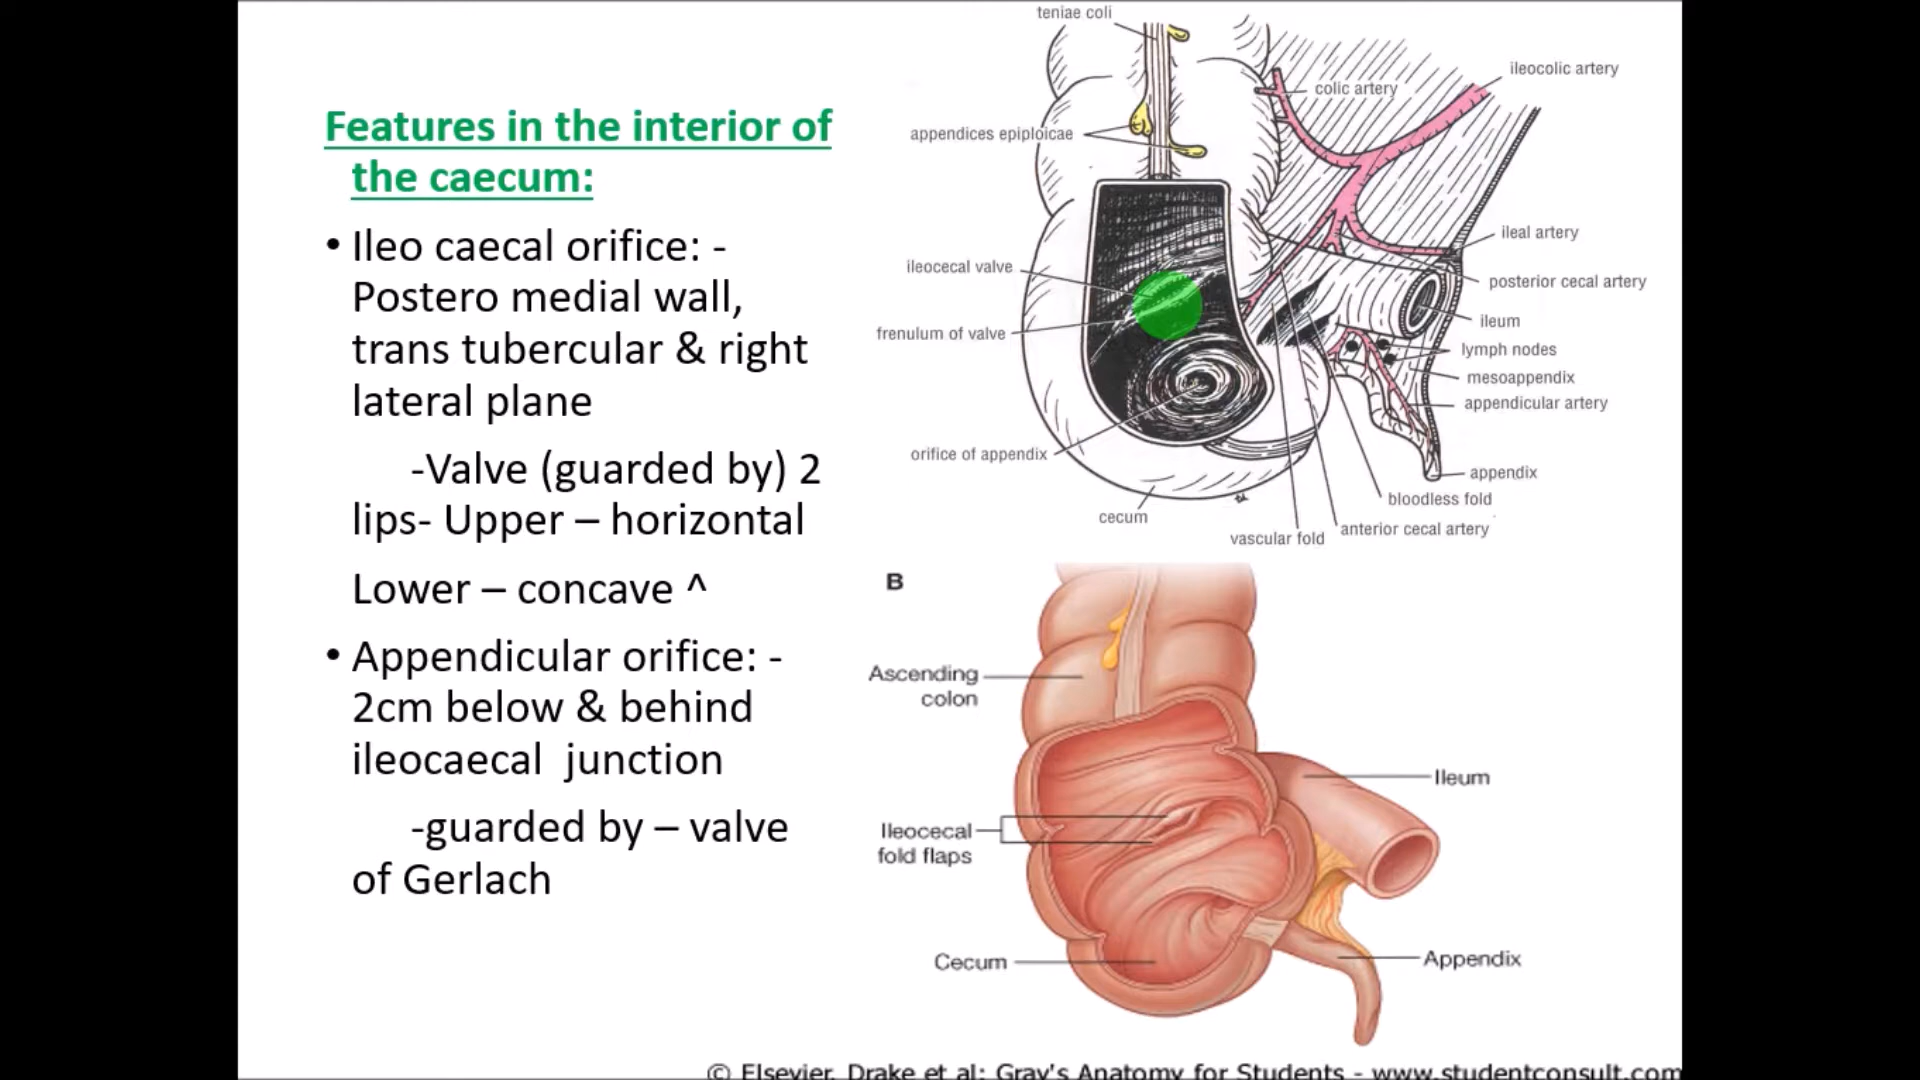 Features in the interior of
the caecum:
• Ileo caecal orifice: -
Postero medial wall,
trans tubercular & right
lateral plane
-Valve (guarded by) 2
lips- Upper – horizontal
Lower – concave ^
• Appendicular orifice: -
2cm below & behind
ileocaecal junction
-guarded by – valve
of Gerlach
teniae coli
ileocolic artery
colic artery
appendices epiploicae
ileal artery
ileocecal valve
posterior cecal artery
ileum
frenulum of valve
lymph nodes
mesoappendix
appendicular artery
orifice of appendix
appendix
bloodless fold
cecum
anterior cecal artery
vascular fold
B
Ascending
colon
Ileum
Ileocecal
fold flaps
Cecum
Appendix
© Elsevier. Drake et al: Gray's Anatomy for Students - www.studentconsult.com